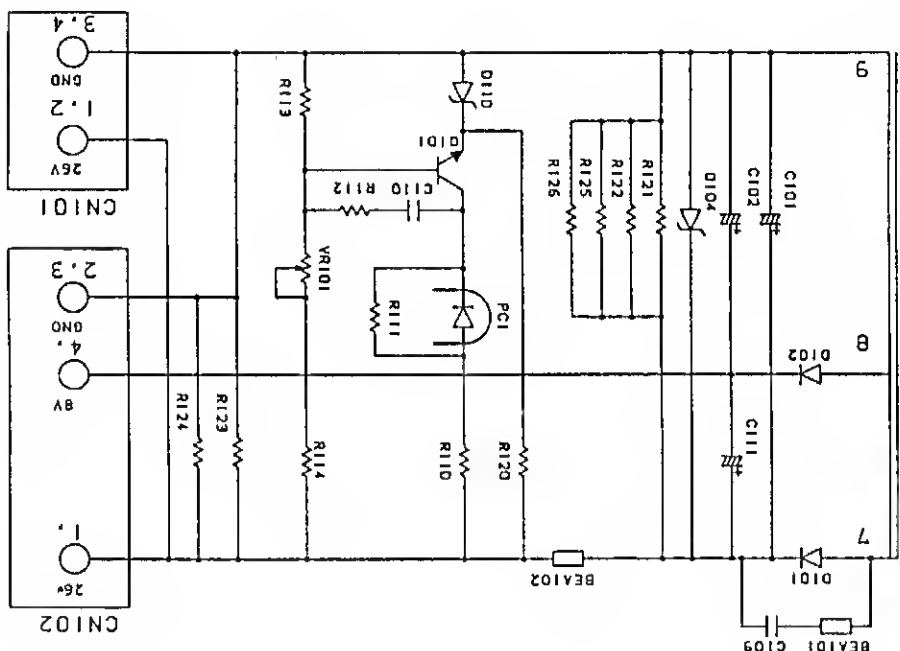 BEA101
C109
CN102
D101
BEA102
26V
7
1.
C111
R120
R110
R114
R123
R124
8V
D102
8
4.
GND
PC1
R111
VR101
2.3
C101
C102
D104
R121
R122
R125
R126
C110
R112
CN101
Q101
26V
1.2
D110
R113
GND
9
3.4